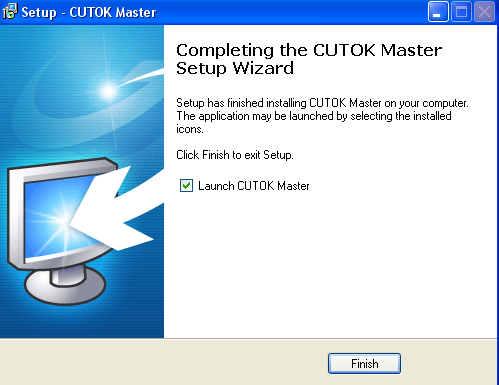 Setup - CUTOK Master
Completing the CUTOK Master
Setup Wizard
Setup has finished installing CUTOK Master on your computer.
The application may be launched by selecting the installed
icons.
Click Finish to exit Setup.
Launch CUTOK Master
Finish